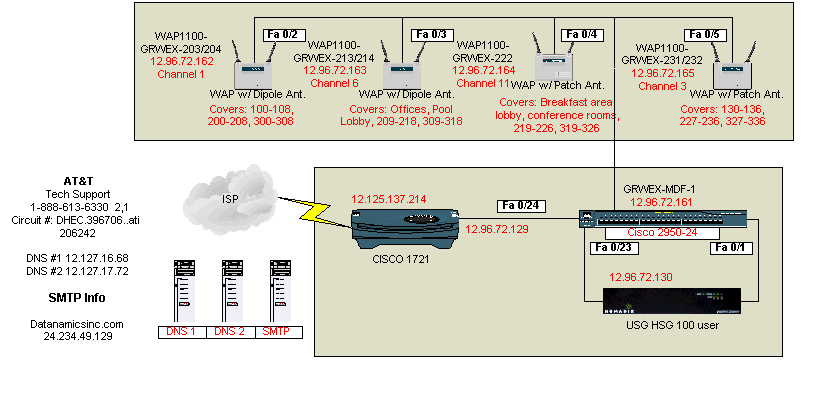 WAP1100-
GRWEX-203/204
12.96.72.162
Channel 1
Fa 0/2
WAP w/ Dipole Ant.
Covers: 100-108,
200-208, 300-308
WAP1100-
GRWEX-213/214
12.96.72.163
Channel 6
Fa 0/3
WAP w/ Dipole Ant.
Covers: Offices, Pool
Lobby, 209-218, 309-318
WAP1100-
GRWEX-222
12.96.72.164
Channel 11
Fa 0/4
WAP w/ Patch Ant.
Covers: Breakfast area
lobby, conference rooms,
219-226, 319-326
WAP1100-
GRWEX-231/232
12.96.72.165
Channel 3
Fa 0/5
WAP w/ Patch Ant.
Covers: 130-136,
227-236, 327-336
AT&T
Tech Support
1-888-613-6330  2,1
Circuit #: DHEC.396706..ati
206242
DNS #1 12.127.16.68
DNS #2 12.127.17.72
SMTP Info
Datanamicsinc.com
24.234.49.129
ISP
DNS 1
DNS 2
SMTP
12.125.137.214
CISCO 1721
12.96.72.129
Fa 0/24
GRWEX-MDF-1
12.96.72.161
Cisco 2950-24
Fa 0/23
Fa 0/1
12.96.72.130
NOMADIX
USG HSG 100 user